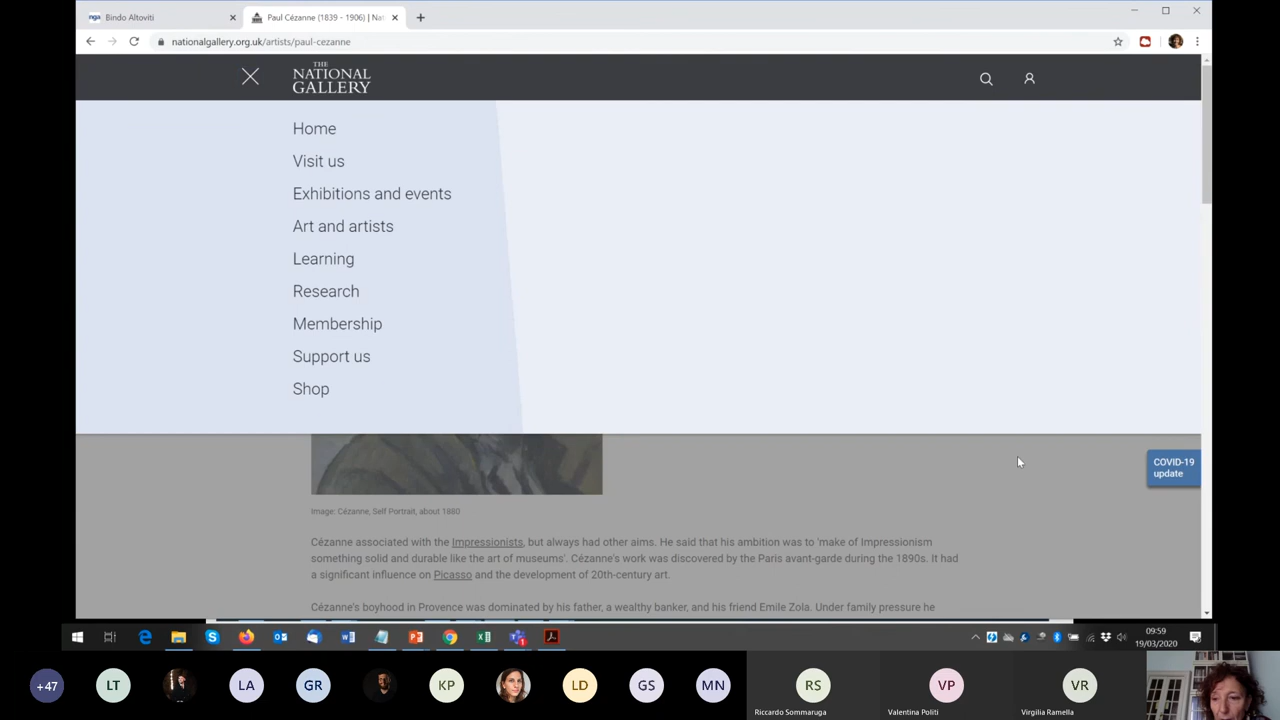 nga Bindo Altoviti
Paul Cézanne (1839 - 1906) | Nat
nationalgallery.org.uk/artists/paul-cezanne
THE
NATIONAL
GALLERY
Home
Visit us
Exhibitions and events
Art and artists
Learning
Research
Membership
Support us
Shop
COVID-19
update
Image: Cézanne, Self Portrait, about 1880
Cézanne associated with the Impressionists, but always had other aims. He said that his ambition was to 'make of Impressionism
something solid and durable like the art of museums'. Cézanne's work was discovered by the Paris avant-garde during the 1890s. It had
a significant influence on Picasso and the development of 20th-century art.
Cézanne's boyhood in Provence was dominated by his father, a wealthy banker, and his friend Emile Zola. Under family pressure he
09:59
19/03/2020
+47 LT LA GR KP LD GS MN RS VP VR
Riccardo Sommaruga Valentina Politi Virgilia Ramella